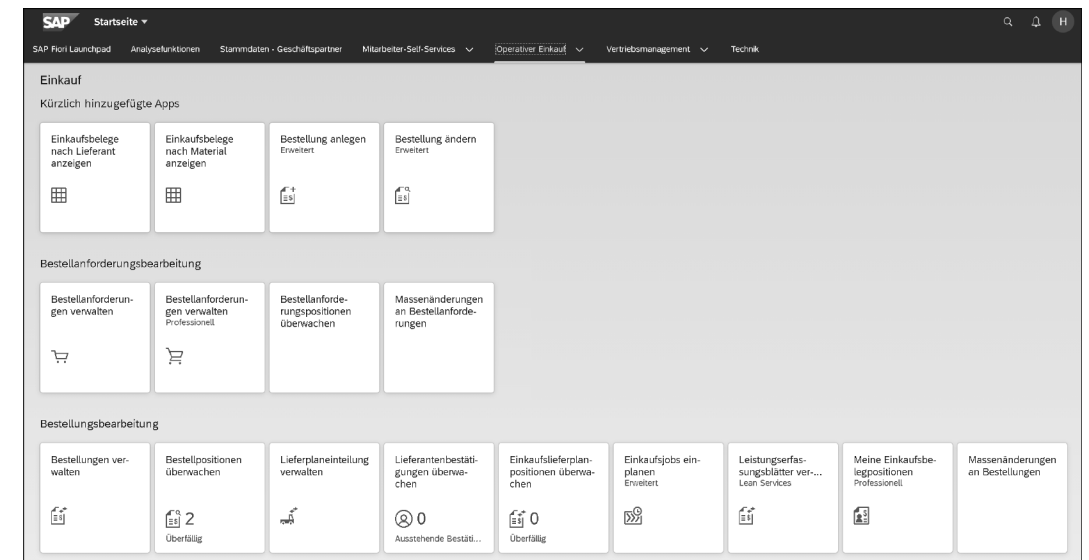 SAP Startseite
H
SAP Fiori Launchpad Analysefunktionen Stammdaten - Geschäftspartner Mitarbeiter-Self-Services Operativer Einkauf Vertriebsmanagement Technik
Einkauf
Kürzlich hinzugefügte Apps
Einkaufsbelege
nach Lieferant
anzeigen
Einkaufsbelege
nach Material
anzeigen
Bestellung anlegen
Erweitert
Bestellung ändern
Erweitert
Bestellanforderungsbearbeitung
Bestellanforderun-
gen verwalten
Bestellanforderun-
gen verwalten
Professionell
Bestellanforde-
rungspositionen
überwachen
Massenänderungen
an Bestellanforde-
rungen
Bestellungsbearbeitung
Bestellungen ver-
walten
Bestellpositionen
überwachen
2
Überfällig
Lieferplaneinteilung
verwalten
Lieferantenbestäti-
gungen überwa-
chen
0
Ausstehende Bestäti...
Einkaufslieferplan-
positionen überwa-
chen
0
Überfällig
Einkaufsjobs ein-
planen
Erweitert
Leistungserfas-
sungsblätter ver-...
Lean Services
Meine Einkaufsbe-
legpositionen
Professionell
Massenänderungen
an Bestellungen